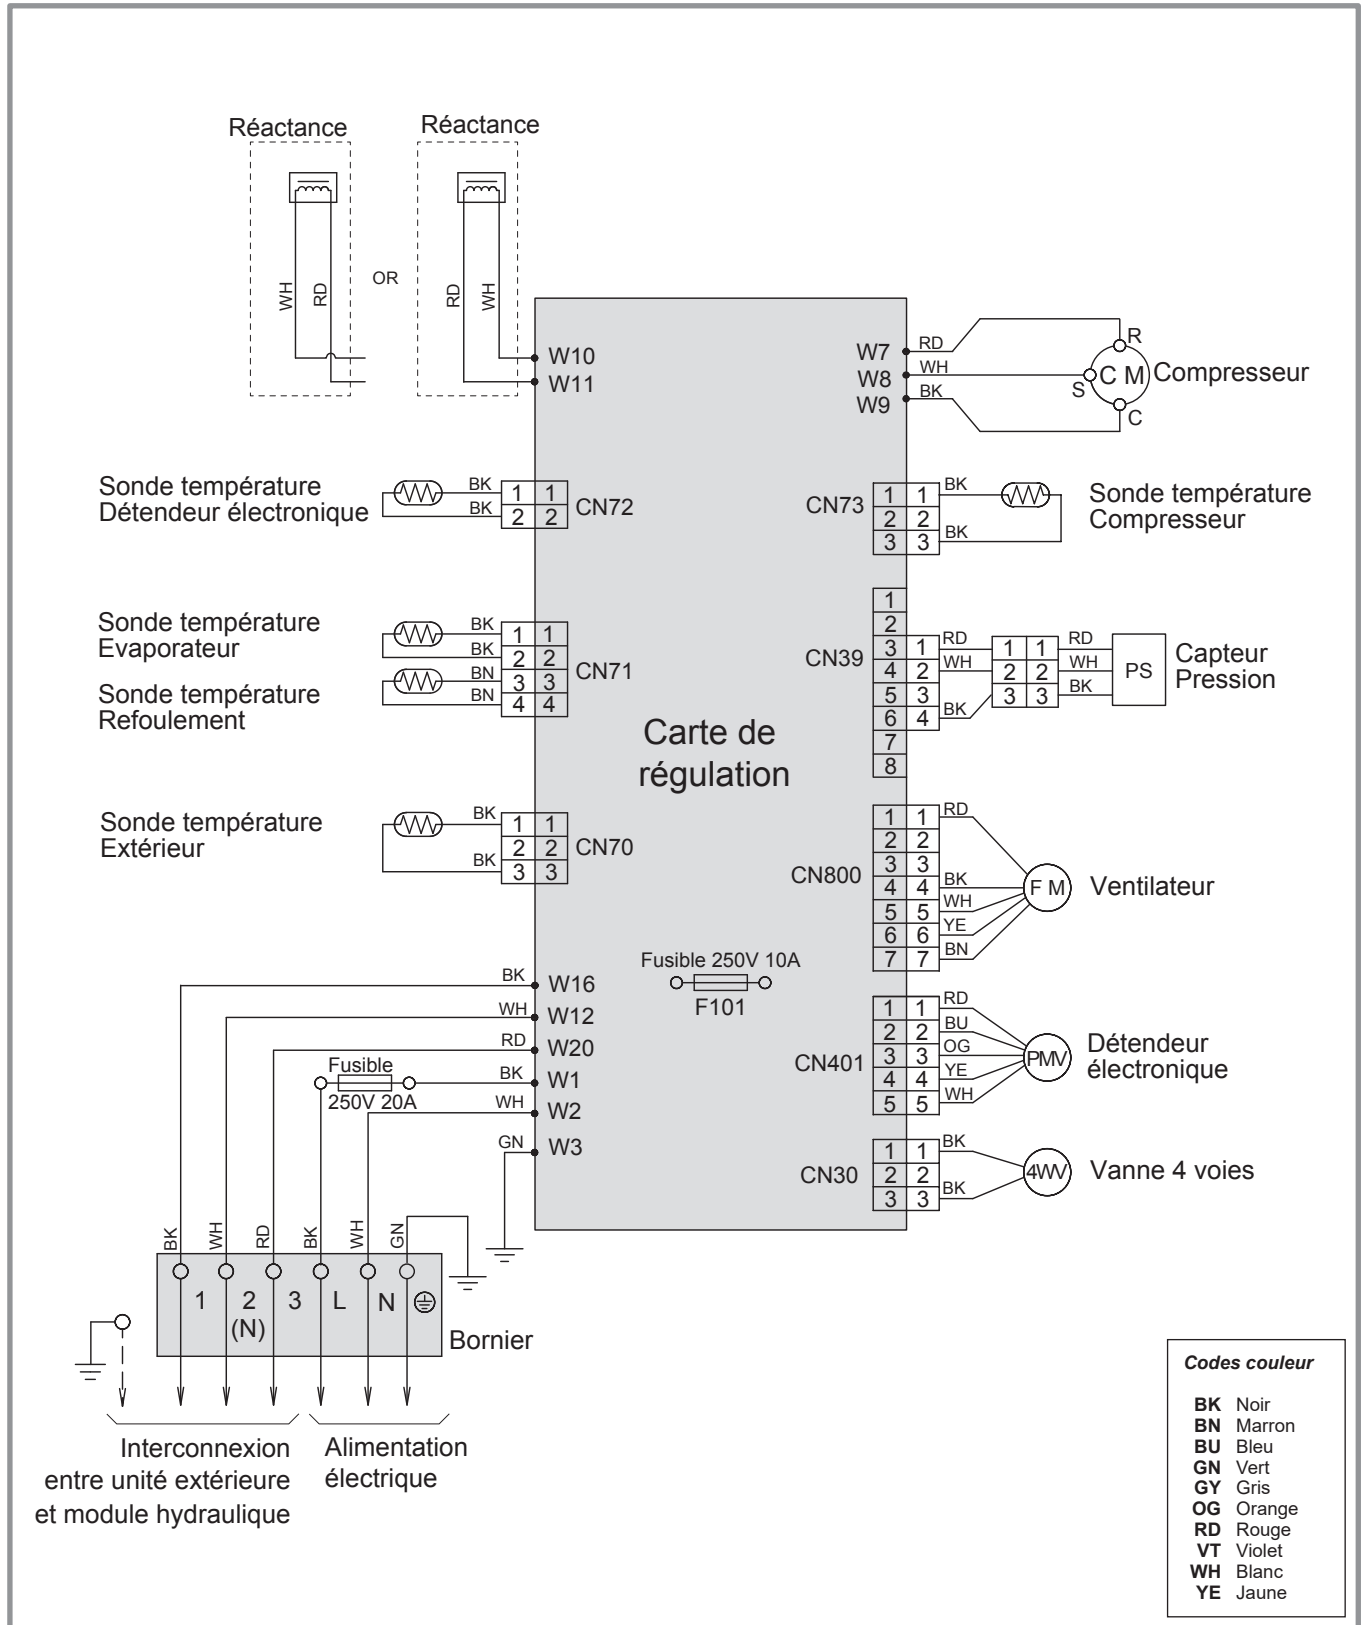 Réactance
Réactance
WH
RD
OR
RD
WH
W10
W11
W7
W8
W9
RD
WH
BK
R
S
C M
C
Compresseur
Sonde température
Détendeur électronique
BK
BK
1 1
2 2
CN72
CN73
1 1
2 2
3 3
BK
BK
Sonde température
Compresseur
Sonde température
Evaporateur
Sonde température
Refoulement
BK
BK
BN
BN
1 1
2 2
3 3
4 4
CN71
CN39
1
2
3 1
4 2
5 3
6 4
7
8
RD
WH
BK
1 1
2 2
3 3
RD
WH
BK
PS
Capteur
Pression
Carte de
régulation
Sonde température
Extérieur
BK
BK
1 1
2 2
3 3
CN70
CN800
1 1
2 2
3 3
4 4
5 5
6 6
7 7
RD
BK
WH
YE
BN
F M
Ventilateur
Fusible 250V 10A
F101
BK
W16
WH
W12
RD
W20
BK
W1
WH
W2
GN
W3
Fusible
250V 20A
CN401
1 1
2 2
3 3
4 4
5 5
RD
BU
OG
YE
WH
PMV
Détendeur
électronique
CN30
1 1
2 2
3 3
BK
BK
4WV
Vanne 4 voies
BK
WH
RD
BK
WH
GN
1
2
(N)
3
L
N
Bornier
Interconnexion
entre unité extérieure
et module hydraulique
Alimentation
électrique
Codes couleur
BK Noir
BN Marron
BU Bleu
GN Vert
GY Gris
OG Orange
RD Rouge
VT Violet
WH Blanc
YE Jaune